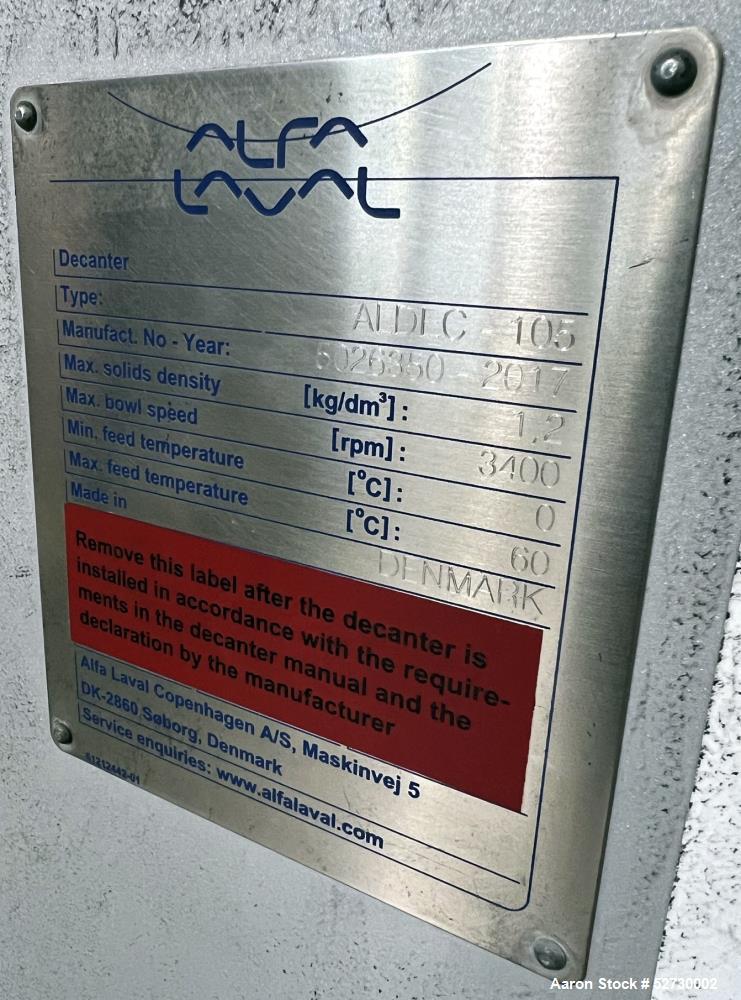 ALFA
LAVAL
Decanter
Type: ALDEC - 105
Manufact. No - Year: 5026350 - 2017
Max. solids density [kg/dm³]: 1,2
Max. bowl speed [rpm]: 3400
Min. feed temperature [°C]: 0
Max. feed temperature [°C]: 60
Made in DENMARK
Remove this label after the decanter is
installed in accordance with the require-
ments in the decanter manual and the
declaration by the manufacturer
Alfa Laval Copenhagen A/S, Maskinvej 5
DK-2860 Søborg, Denmark
Service enquiries: www.alfalaval.com
61212442-01
Aaron Stock # 52730002